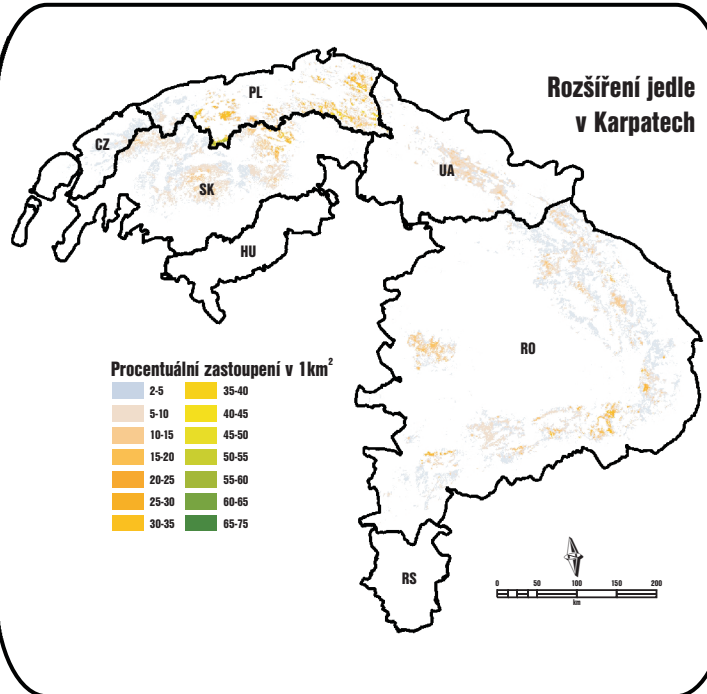 Rozšíření jedle
v Karpatech
PL
CZ
UA
SK
HU
RO
RS
Procentuální zastoupení v 1km²
2-5
5-10
10-15
15-20
20-25
25-30
30-35
35-40
40-45
45-50
50-55
55-60
60-65
65-75
0 50 100 150 200
km